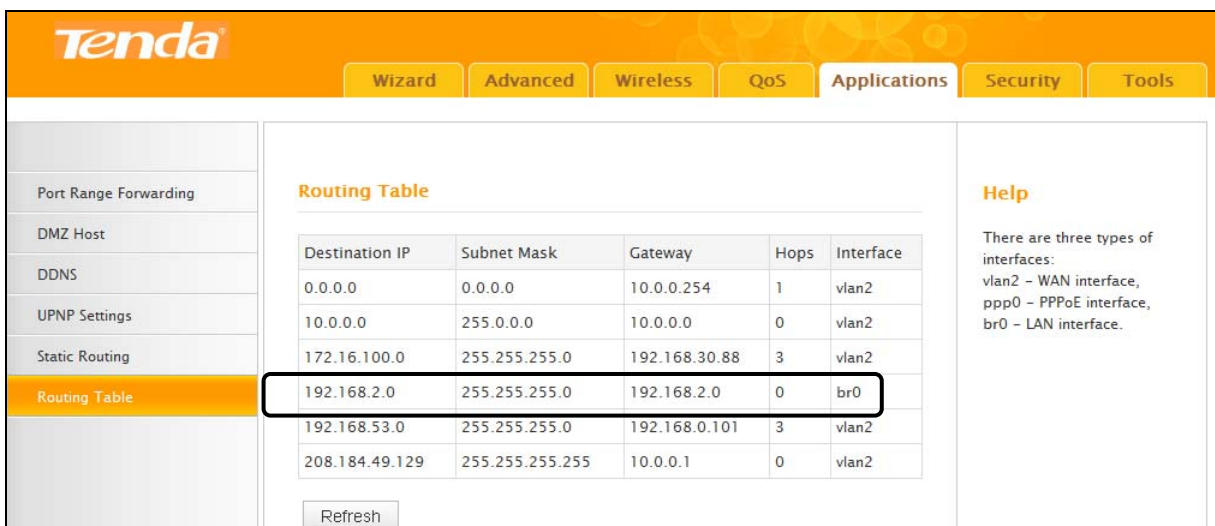 Tenda
Wizard Advanced Wireless QoS Applications Security Tools
Port Range Forwarding
DMZ Host
DDNS
UPNP Settings
Static Routing
Routing Table
Routing Table
Destination IP Subnet Mask Gateway Hops Interface
0.0.0.0 0.0.0.0 10.0.0.254 1 vlan2
10.0.0.0 255.0.0.0 10.0.0.0 0 vlan2
172.16.100.0 255.255.255.0 192.168.30.88 3 vlan2
192.168.2.0 255.255.255.0 192.168.2.0 0 br0
192.168.53.0 255.255.255.0 192.168.0.101 3 vlan2
208.184.49.129 255.255.255.255 10.0.0.1 0 vlan2
Refresh
Help
There are three types of
interfaces:
vlan2 – WAN interface,
ppp0 – PPPoE interface,
br0 – LAN interface.